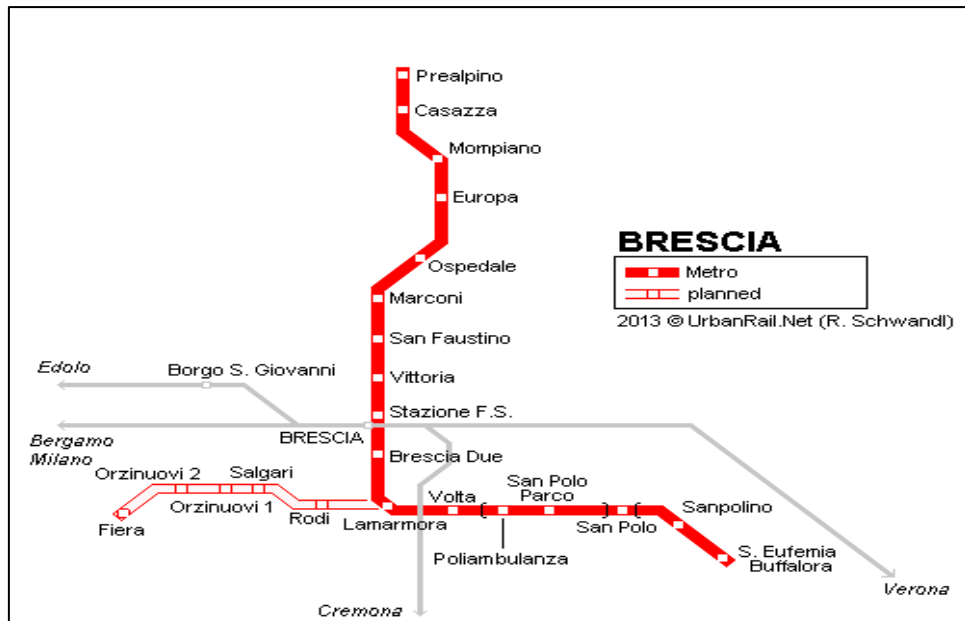 Prealpino
Casazza
Mompiano
Europa
BRESCIA
Ospedale
Metro
planned
Marconi
2013 © UrbanRail.Net (R. Schwandl)
San Faustino
Edolo
Borgo S. Giovanni
Vittoria
Stazione F.S.
BRESCIA
Bergamo
Milano
Brescia Due
Orzinuovi 2
Salgari
Volta
San Polo
Parco
Sanpolino
Orzinuovi 1
Rodi
Lamarmora
San Polo
Fiera
Poliambulanza
S. Eufemia
Buffalora
Verona
Cremona